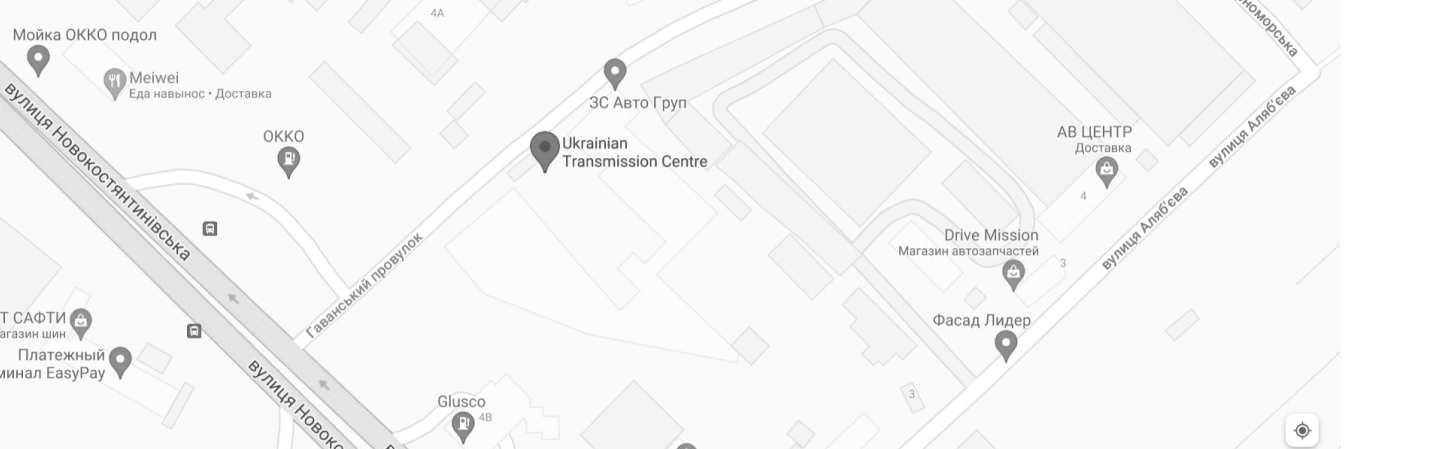 4А
Мойка ОККО подол
Meiwei
Еда навынос • Доставка
ЗС Авто Груп
ОККО
Ukrainian
Transmission Centre
АВ ЦЕНТР
Доставка
4
вулиця Аляб'єва
вулиця Аляб'єва
вулиця Новокостянтинівська
Drive Mission
Магазин автозапчастей
3
Гаванський провулок
Т САФТИ
Фасад Лидер
Платежный
EasyPay
3
Glusco
4В